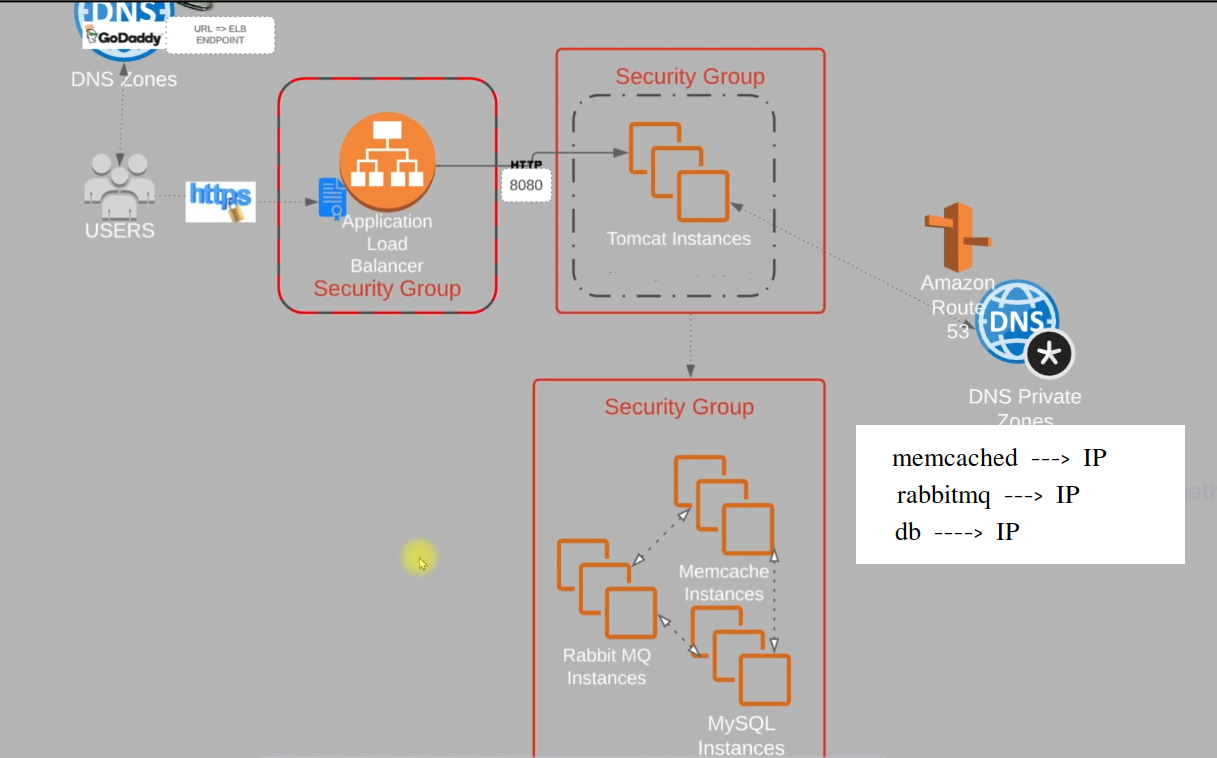 DNS
GoDaddy
URL => ELB
ENDPOINT
DNS Zones
USERS
https
Application
Load
Balancer
Security Group
HTTP
8080
Security Group
Tomcat Instances
Amazon
Route
53
DNS
DNS Private
Zones
memcached ---> IP
rabbitmq ---> IP
db ----> IP
Security Group
Memcache
Instances
Rabbit MQ
Instances
MySQL
Instances